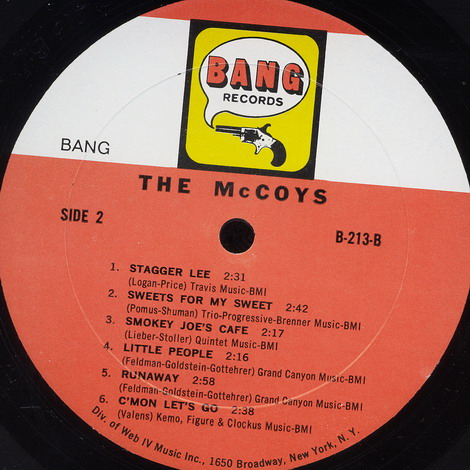 BANG
RECORDS
BANG
THE McCOYS
SIDE 2
B-213-B
1. STAGGER LEE 2:31
(Logan-Price) Travis Music-BMI
2. SWEETS FOR MY SWEET 2:42
(Pomus-Shuman) Trio-Progressive-Brenner Music-BMI
3. SMOKEY JOE'S CAFE 2:17
(Lieber-Stoller) Quintet Music-BMI
4. LITTLE PEOPLE 2:16
(Feldman-Goldstein-Gottehrer) Grand Canyon Music-BMI
5. RUNAWAY 2:58
(Feldman-Goldstein-Gottehrer) Grand Canyon Music-BMI
6. C'MON LET'S GO 2:38
(Valens) Kemo, Figure & Clockus Music-BMI
Div. of Web IV Music Inc., 1650 Broadway, New York, N. Y.